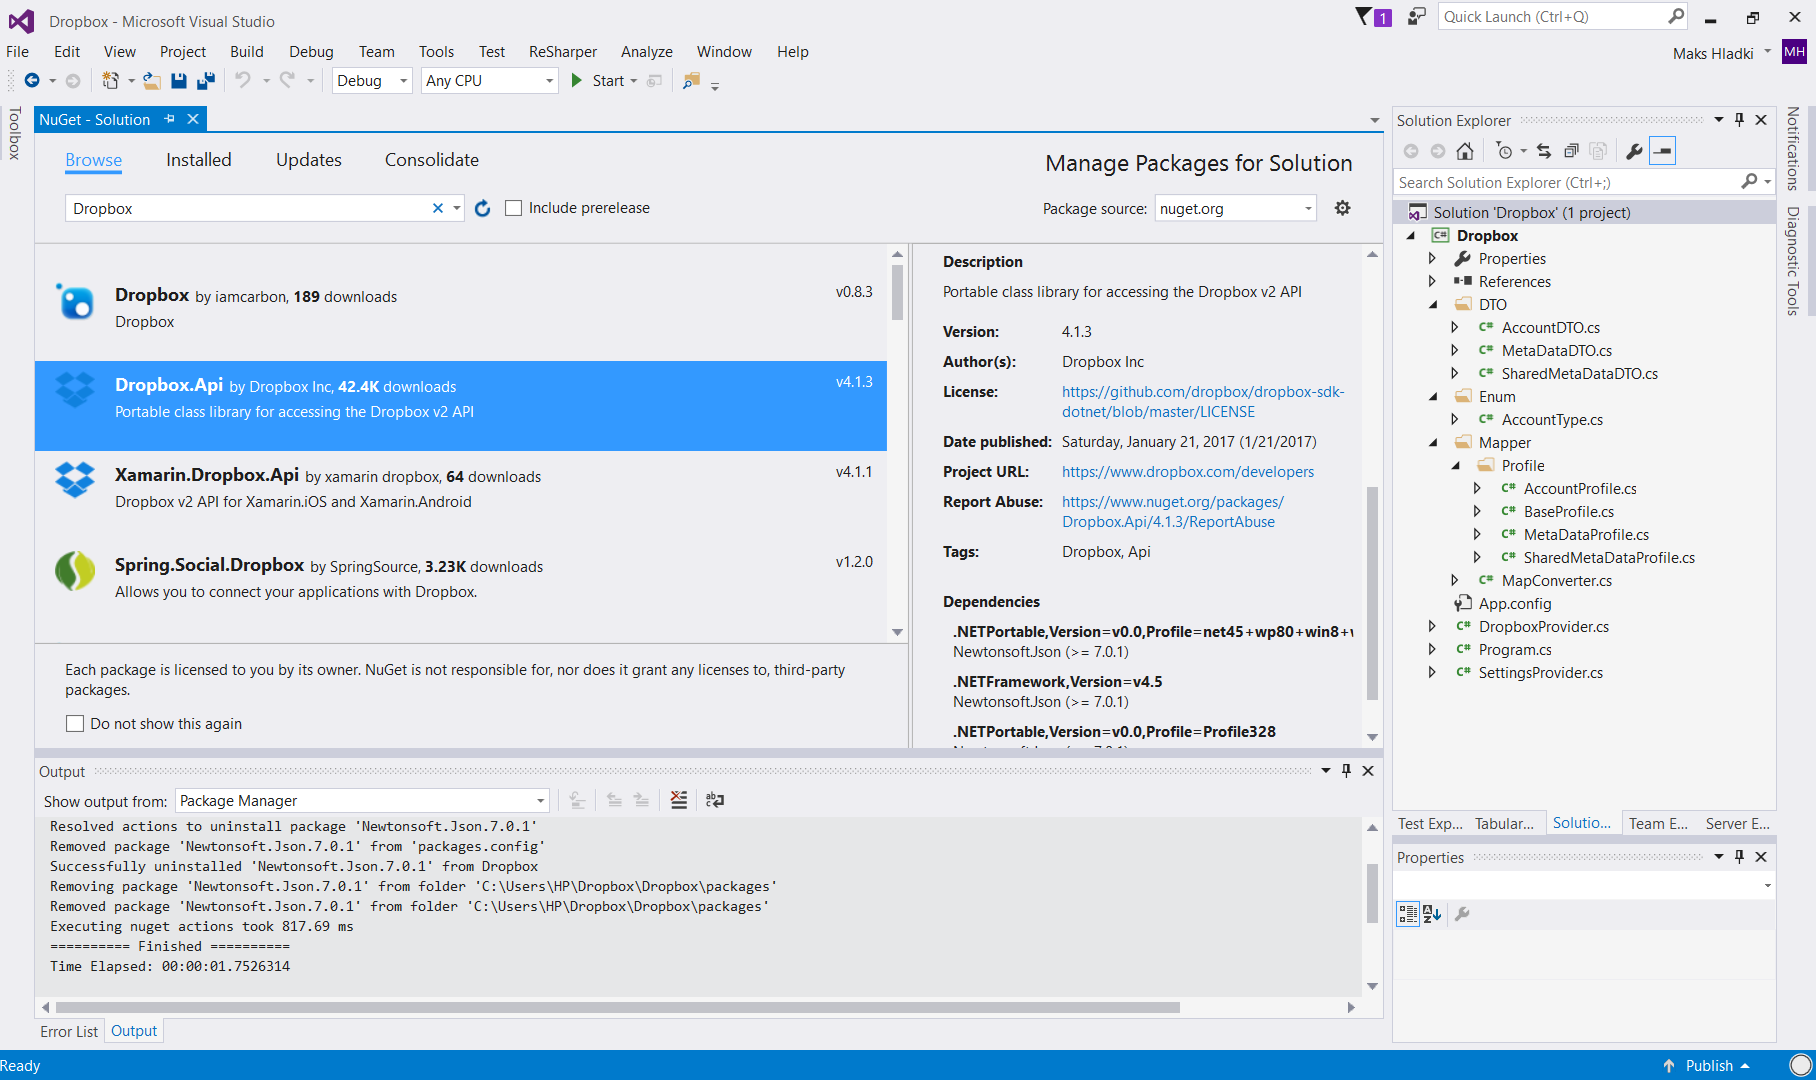 Dropbox - Microsoft Visual Studio
1
Quick Launch (Ctrl+Q)
File Edit View Project Build Debug Team Tools Test ReSharper Analyze Window Help
Maks Hladki
MH
Debug
Any CPU
Start
Toolbox
NuGet - Solution
Browse Installed Updates Consolidate
Manage Packages for Solution
Dropbox
Include prerelease
Package source: nuget.org
Dropbox by iamcarbon, 189 downloads
v0.8.3
Dropbox
Dropbox.Api by Dropbox Inc, 42.4K downloads
v4.1.3
Portable class library for accessing the Dropbox v2 API
Xamarin.Dropbox.Api by xamarin dropbox, 64 downloads
v4.1.1
Dropbox v2 API for Xamarin.iOS and Xamarin.Android
Spring.Social.Dropbox by SpringSource, 3.23K downloads
v1.2.0
Allows you to connect your applications with Dropbox.
Each package is licensed to you by its owner. NuGet is not responsible for, nor does it grant any licenses to, third-party
packages.
Do not show this again
Description
Portable class library for accessing the Dropbox v2 API
Version: 4.1.3
Author(s): Dropbox Inc
License: https://github.com/dropbox/dropbox-sdk-
dotnet/blob/master/LICENSE
Date published: Saturday, January 21, 2017 (1/21/2017)
Project URL: https://www.dropbox.com/developers
Report Abuse: https://www.nuget.org/packages/
Dropbox.Api/4.1.3/ReportAbuse
Tags: Dropbox, Api
Dependencies
.NETPortable,Version=v0.0,Profile=net45+wp80+win8+
Newtonsoft.Json (>= 7.0.1)
.NETFramework,Version=v4.5
Newtonsoft.Json (>= 7.0.1)
.NETPortable,Version=v0.0,Profile=Profile328
Output
Show output from: Package Manager
Resolved actions to uninstall package 'Newtonsoft.Json.7.0.1'
Removed package 'Newtonsoft.Json.7.0.1' from 'packages.config'
Successfully uninstalled 'Newtonsoft.Json.7.0.1' from Dropbox
Removing package 'Newtonsoft.Json.7.0.1' from folder 'C:\Users\HP\Dropbox\Dropbox\packages'
Removed package 'Newtonsoft.Json.7.0.1' from folder 'C:\Users\HP\Dropbox\Dropbox\packages'
Executing nuget actions took 817.69 ms
========== Finished ==========
Time Elapsed: 00:00:01.7526314
Error List Output
Solution Explorer
Search Solution Explorer (Ctrl+;)
Solution 'Dropbox' (1 project)
C# Dropbox
Properties
References
DTO
C# AccountDTO.cs
C# MetaDataDTO.cs
C# SharedMetaDataDTO.cs
Enum
C# AccountType.cs
Mapper
Profile
C# AccountProfile.cs
C# BaseProfile.cs
C# MetaDataProfile.cs
C# SharedMetaDataProfile.cs
C# MapConverter.cs
App.config
C# DropboxProvider.cs
C# Program.cs
C# SettingsProvider.cs
Test Exp... Tabular... Solutio... Team E... Server E...
Properties
Notifications
Diagnostic Tools
Ready
Publish